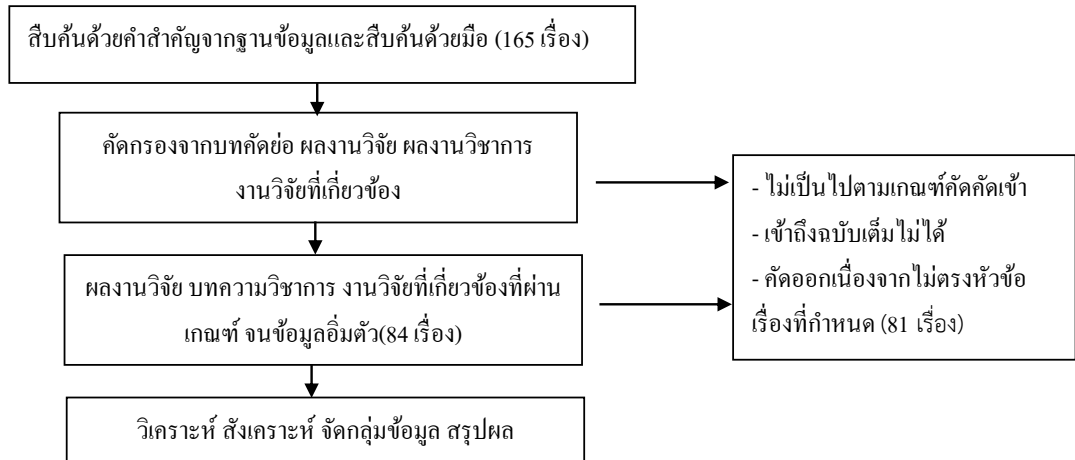 สืบค้นด้วยคำสำคัญจากฐานข้อมูลและสืบค้นด้วยมือ (165 เรื่อง)
คัดกรองจากบทคัดย่อ ผลงานวิจัย ผลงานวิชาการ
งานวิจัยที่เกี่ยวข้อง
- ไม่เป็นไปตามเกณฑ์คัดคัดเข้า
- เข้าถึงฉบับเต็มไม่ได้
- คัดออกเนื่องจากไม่ตรงหัวข้อ
เรื่องที่กำหนด (81 เรื่อง)
ผลงานวิจัย บทความวิชาการ งานวิจัยที่เกี่ยวข้องที่ผ่าน
เกณฑ์ จนข้อมูลอิ่มตัว(84 เรื่อง)
วิเคราะห์ สังเคราะห์ จัดกลุ่มข้อมูล สรุปผล